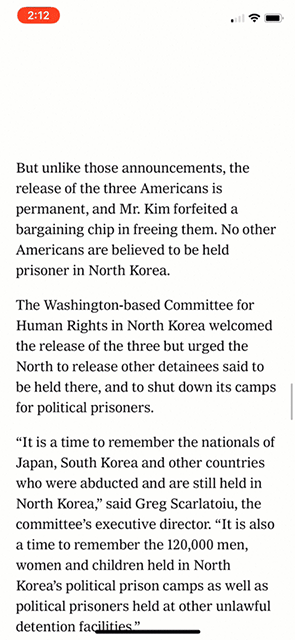 2:12
But unlike those announcements, the
release of the three Americans is
permanent, and Mr. Kim forfeited a
bargaining chip in freeing them. No other
Americans are believed to be held
prisoner in North Korea.
The Washington-based Committee for
Human Rights in North Korea welcomed
the release of the three but urged the
North to release other detainees said to
be held there, and to shut down its camps
for political prisoners.
“It is a time to remember the nationals of
Japan, South Korea and other countries
who were abducted and are still held in
North Korea,” said Greg Scarlatoiu, the
committee’s executive director. “It is also
a time to remember the 120,000 men,
women and children held in North
Korea’s political prison camps as well as
political prisoners held at other unlawful
detention facilities.”